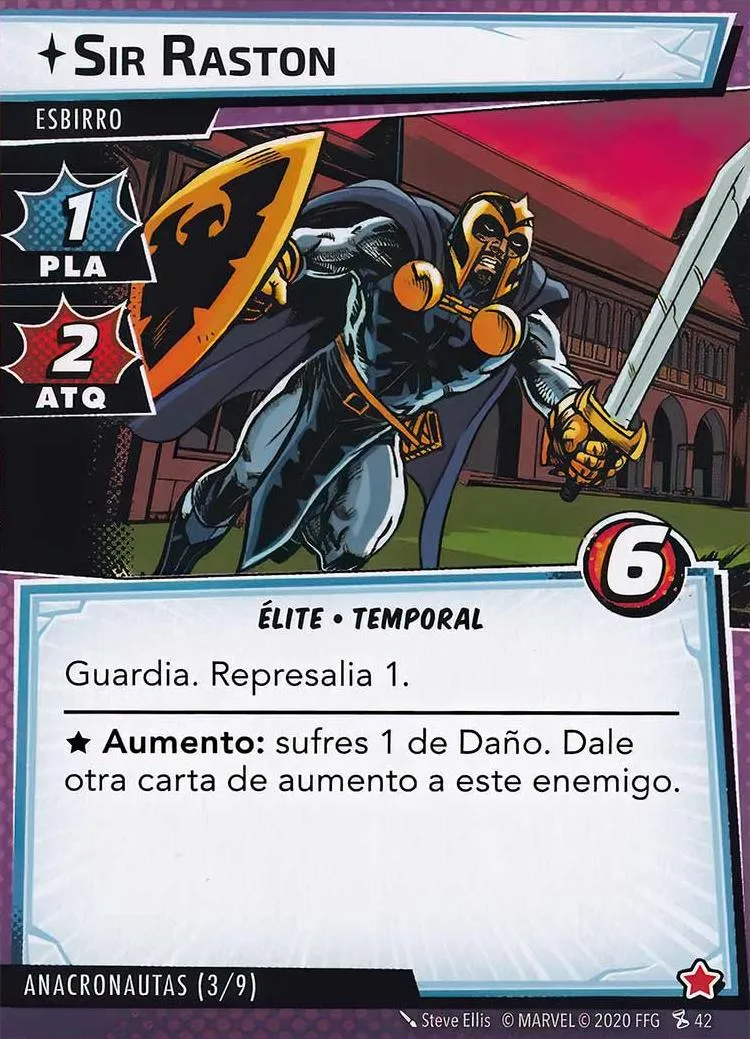 SIR RASTON
ESBIRRO
1
PLA
2
ATQ
6
ÉLITE • TEMPORAL
Guardia. Represalia 1.
★ Aumento: sufres 1 de Daño. Dale
otra carta de aumento a este enemigo.
ANACRONAUTAS (3/9)
Steve Ellis © MARVEL © 2020 FFG 42